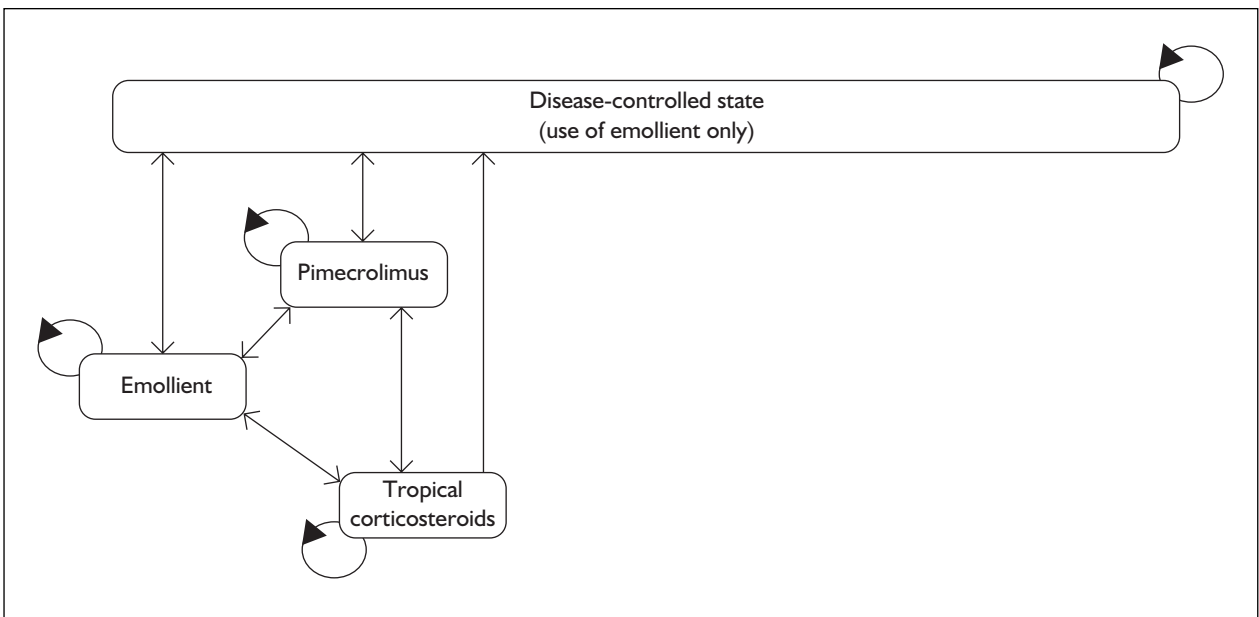 Disease-controlled state
(use of emollient only)
Pimecrolimus
Emollient
Tropical
corticosteroids